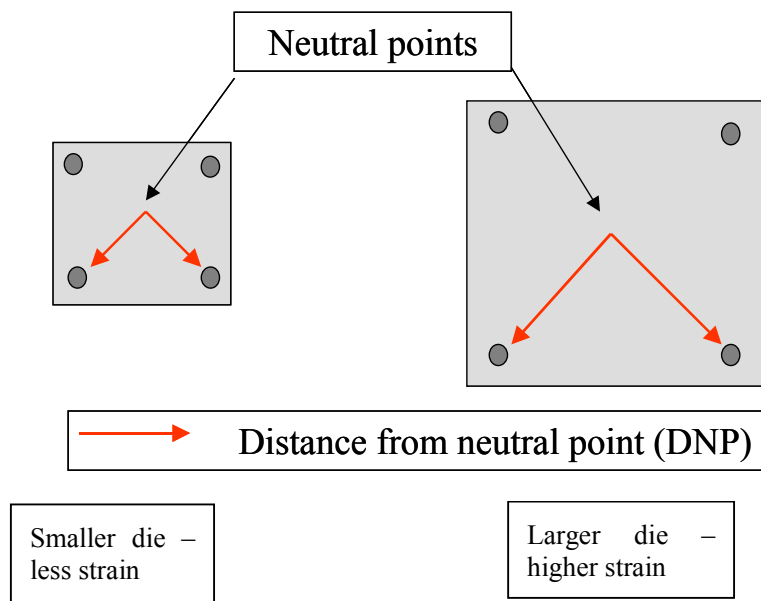 Neutral points
Distance from neutral point (DNP)
Smaller die –
less strain
Larger die –
higher strain